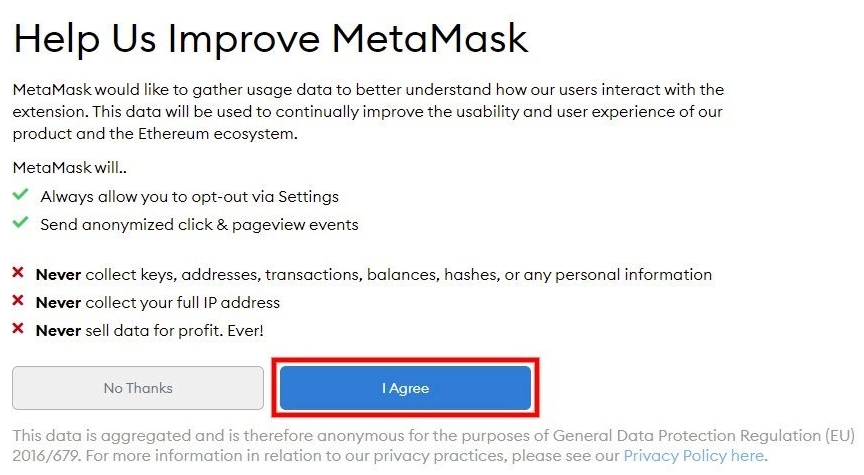 Help Us Improve MetaMask
MetaMask would like to gather usage data to better understand how our users interact with the
extension. This data will be used to continually improve the usability and user experience of our
product and the Ethereum ecosystem.
MetaMask will..
Always allow you to opt-out via Settings
Send anonymized click & pageview events
Never collect keys, addresses, transactions, balances, hashes, or any personal information
Never collect your full IP address
Never sell data for profit. Ever!
No Thanks
I Agree
This data is aggregated and is therefore anonymous for the purposes of General Data Protection Regulation (EU)
2016/679. For more information in relation to our privacy practices, please see our Privacy Policy here.